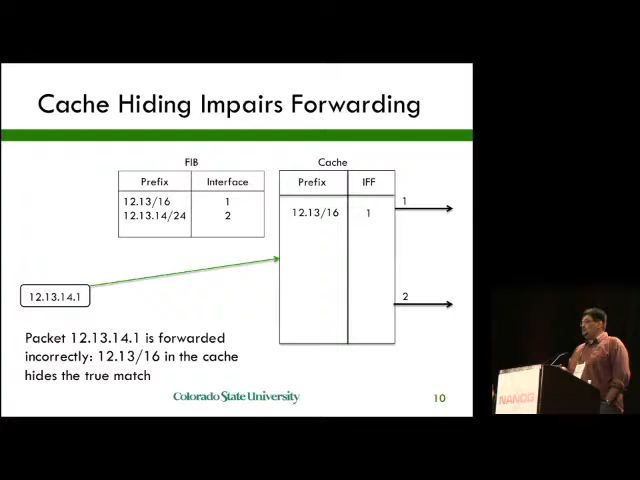 Cache Hiding Impairs Forwarding
FIB
Cache
Prefix Interface
12.13/16 1
12.13.14/24 2
Prefix IFF
12.13/16 1
1
2
12.13.14.1
Packet 12.13.14.1 is forwarded
incorrectly: 12.13/16 in the cache
hides the true match
Colorado State University
10
NANOG